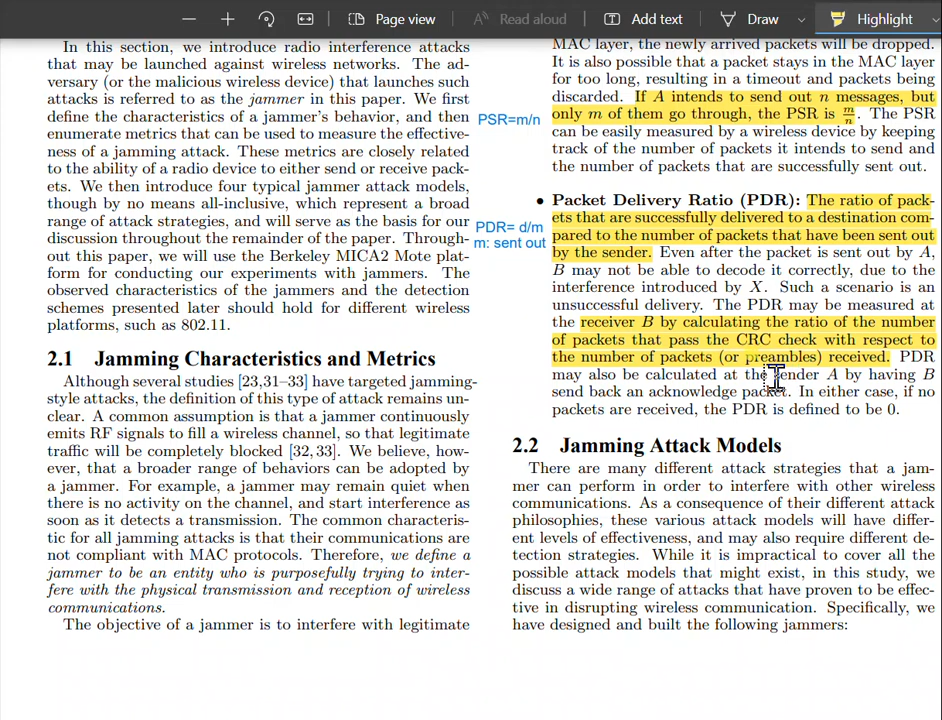 Page view
Read aloud
Add text
Draw
Highlight
In this section, we introduce radio interference attacks
that may be launched against wireless networks. The ad-
versary (or the malicious wireless device) that launches such
attacks is referred to as the jammer in this paper. We first
define the characteristics of a jammer's behavior, and then
enumerate metrics that can be used to measure the effective-
ness of a jamming attack. These metrics are closely related
to the ability of a radio device to either send or receive pack-
ets. We then introduce four typical jammer attack models,
though by no means all-inclusive, which represent a broad
range of attack strategies, and will serve as the basis for our
discussion throughout the remainder of the paper. Through-
out this paper, we will use the Berkeley MICA2 Mote plat-
form for conducting our experiments with jammers. The
observed characteristics of the jammers and the detection
schemes presented later should hold for different wireless
platforms, such as 802.11.
2.1 Jamming Characteristics and Metrics
Although several studies [23,31–33] have targeted jamming-
style attacks, the definition of this type of attack remains un-
clear. A common assumption is that a jammer continuously
emits RF signals to fill a wireless channel, so that legitimate
traffic will be completely blocked [32,33]. We believe, how-
ever, that a broader range of behaviors can be adopted by
a jammer. For example, a jammer may remain quiet when
there is no activity on the channel, and start interference as
soon as it detects a transmission. The common characteris-
tic for all jamming attacks is that their communications are
not compliant with MAC protocols. Therefore, we define a
jammer to be an entity who is purposefully trying to inter-
fere with the physical transmission and reception of wireless
communications.
The objective of a jammer is to interfere with legitimate
PSR=m/n
PDR= d/m
m: sent out
MAC layer, the newly arrived packets will be dropped.
It is also possible that a packet stays in the MAC layer
for too long, resulting in a timeout and packets being
discarded. If A intends to send out n messages, but
only m of them go through, the PSR is m/n. The PSR
can be easily measured by a wireless device by keeping
track of the number of packets it intends to send and
the number of packets that are successfully sent out.
• Packet Delivery Ratio (PDR): The ratio of pack-
ets that are successfully delivered to a destination com-
pared to the number of packets that have been sent out
by the sender. Even after the packet is sent out by A,
B may not be able to decode it correctly, due to the
interference introduced by X. Such a scenario is an
unsuccessful delivery. The PDR may be measured at
the receiver B by calculating the ratio of the number
of packets that pass the CRC check with respect to
the number of packets (or preambles) received. PDR
may also be calculated at the sender A by having B
send back an acknowledge packet. In either case, if no
packets are received, the PDR is defined to be 0.
2.2 Jamming Attack Models
There are many different attack strategies that a jam-
mer can perform in order to interfere with other wireless
communications. As a consequence of their different attack
philosophies, these various attack models will have differ-
ent levels of effectiveness, and may also require different de-
tection strategies. While it is impractical to cover all the
possible attack models that might exist, in this study, we
discuss a wide range of attacks that have proven to be effec-
tive in disrupting wireless communication. Specifically, we
have designed and built the following jammers: